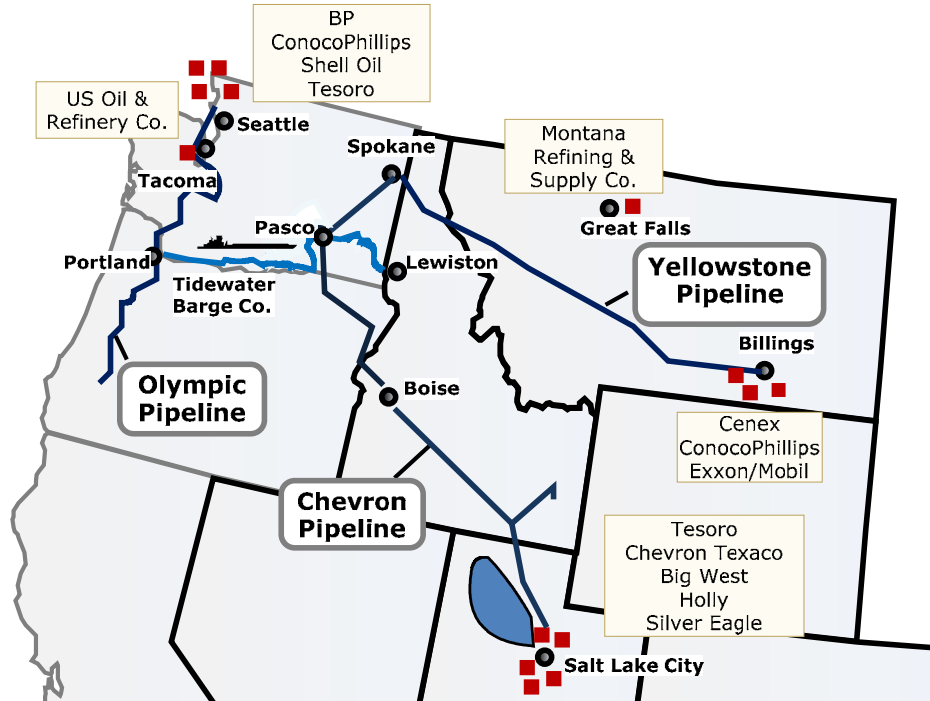 BP
ConocoPhillips
Shell Oil
Tesoro
US Oil &
Refinery Co.
Seattle
Tacoma
Spokane
Montana
Refining &
Supply Co.
Great Falls
Pasco
Portland
Lewiston
Tidewater
Barge Co.
Yellowstone
Pipeline
Billings
Olympic
Pipeline
Boise
Cenex
ConocoPhillips
Exxon/Mobil
Chevron
Pipeline
Tesoro
Chevron Texaco
Big West
Holly
Silver Eagle
Salt Lake City